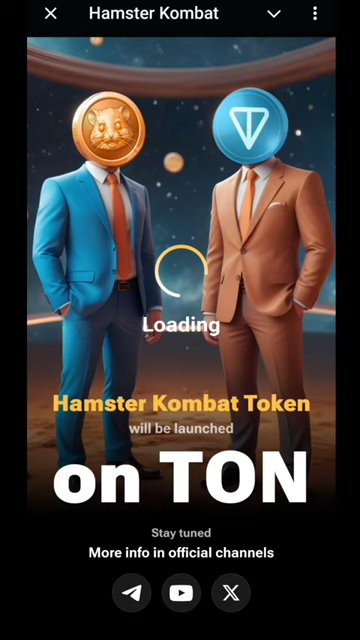 Hamster Kombat
Loading
Hamster Kombat Token
will be launched
on TON
Stay tuned
More info in official channels